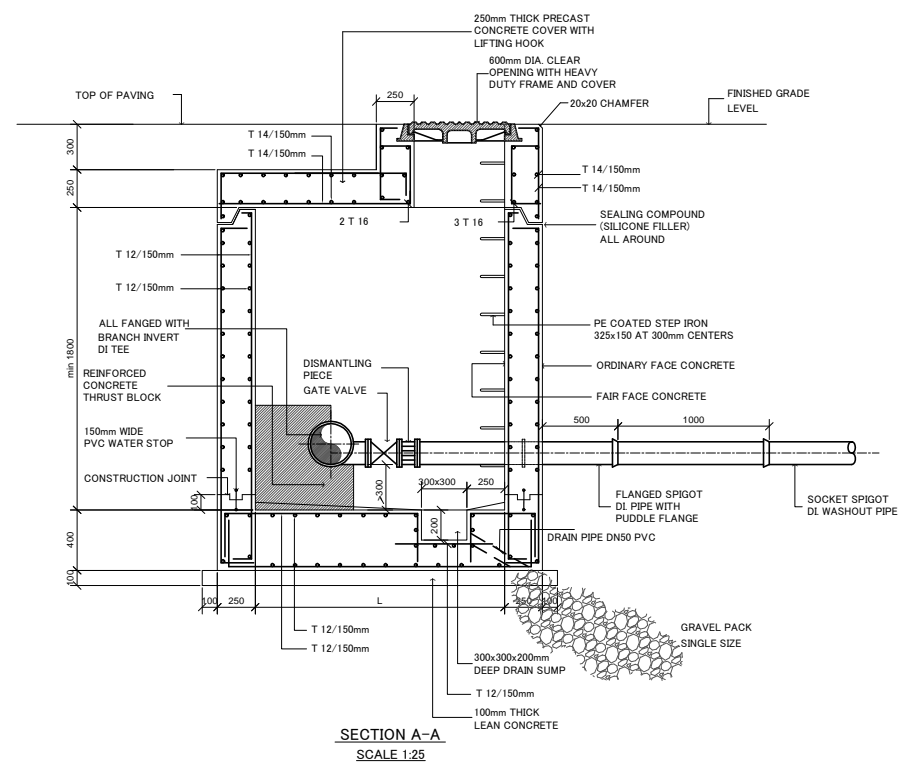 250mm THICK PRECAST
CONCRETE COVER WITH
LIFTING HOOK
600mm DIA. CLEAR
OPENING WITH HEAVY
DUTY FRAME AND COVER
TOP OF PAVING
250
20x20 CHAMFER
FINISHED GRADE
LEVEL
300
T 14/150mm
T 14/150mm
250
T 14/150mm
T 14/150mm
2 T 16
3 T 16
SEALING COMPOUND
(SILICONE FILLER)
ALL AROUND
T 12/150mm
T 12/150mm
min 1800
ALL FANGED WITH
BRANCH INVERT
DI TEE
PE COATED STEP IRON
325x150 AT 300mm CENTERS
REINFORCED
CONCRETE
THRUST BLOCK
DISMANTLING
PIECE
GATE VALVE
ORDINARY FACE CONCRETE
FAIR FACE CONCRETE
150mm WIDE
PVC WATER STOP
500
1000
CONSTRUCTION JOINT
100
>300
300x300
250
FLANGED SPIGOT
DI. PIPE WITH
PUDDLE FLANGE
SOCKET SPIGOT
DI. WASHOUT PIPE
200
DRAIN PIPE DN50 PVC
400
100
100
250
L
250
100
T 12/150mm
T 12/150mm
GRAVEL PACK
SINGLE SIZE
300x300x200mm
DEEP DRAIN SUMP
T 12/150mm
100mm THICK
LEAN CONCRETE
SECTION A-A
SCALE 1:25